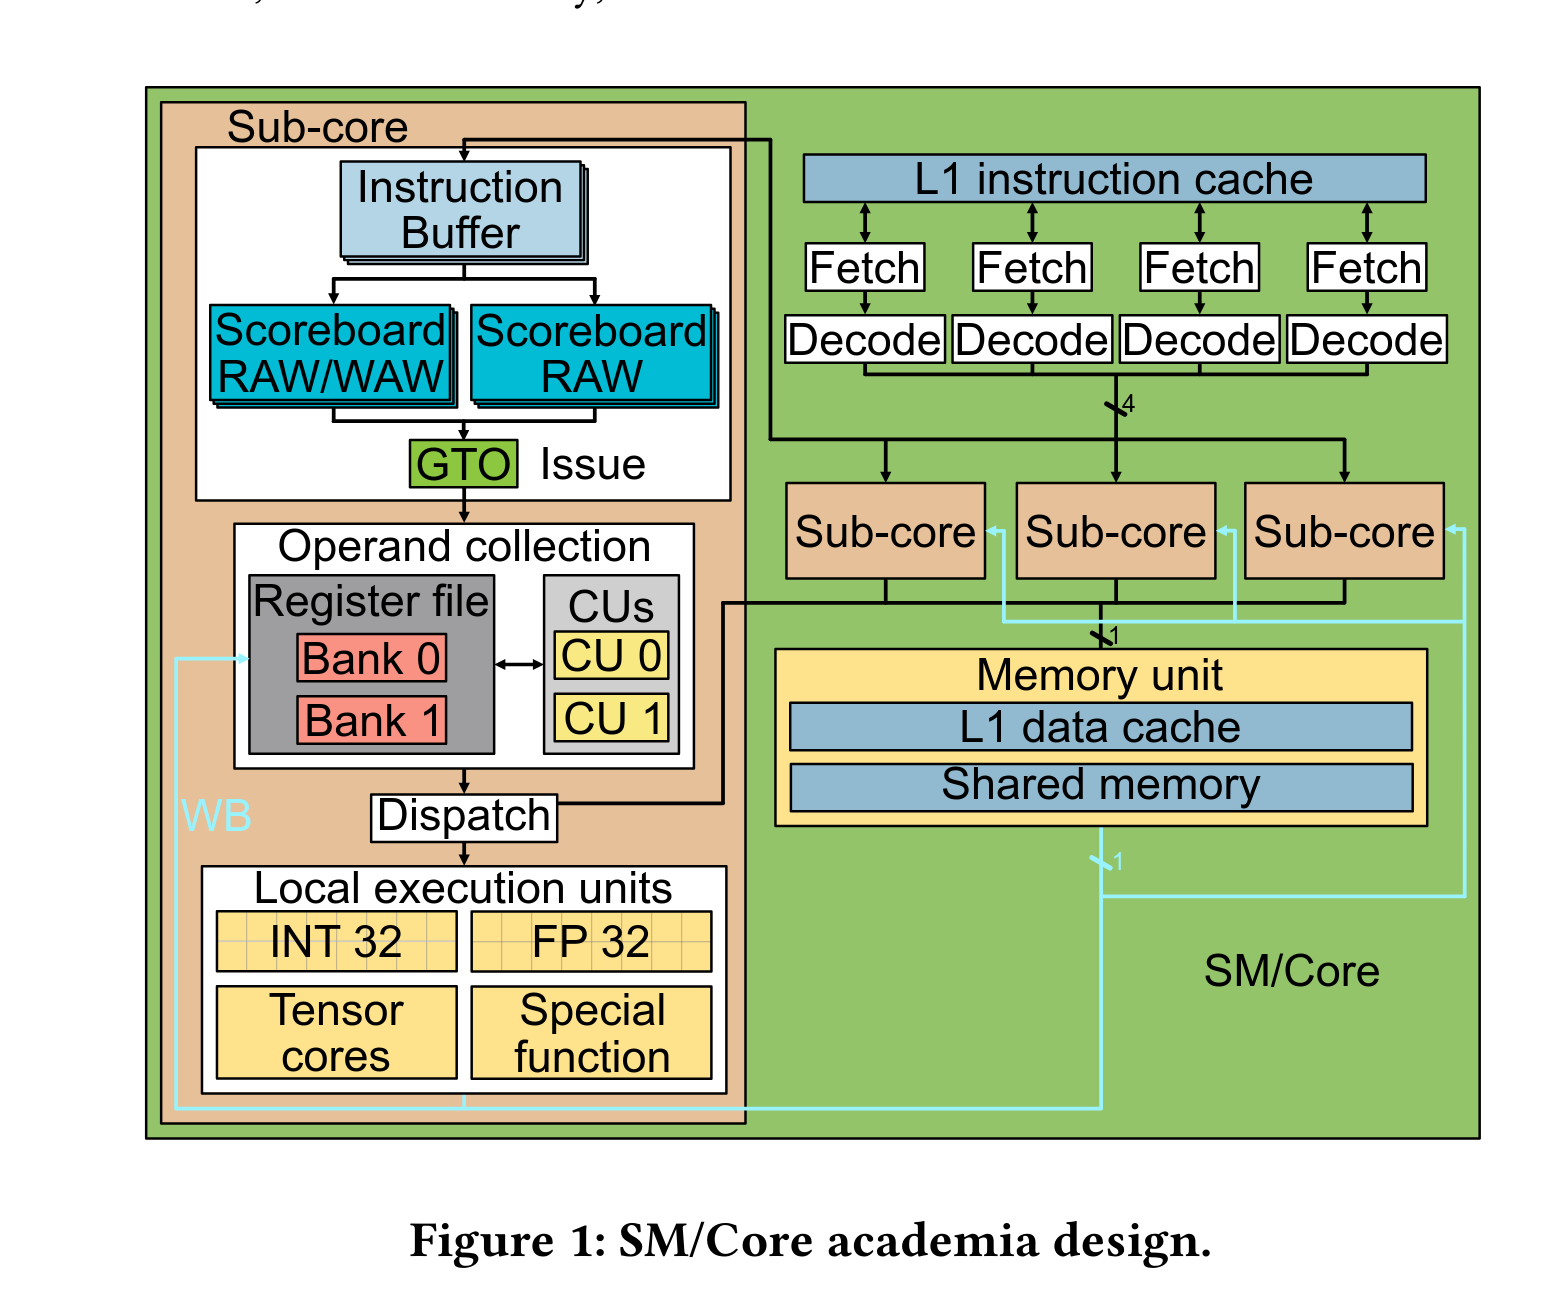 Sub-core
Instruction
Buffer
Scoreboard
RAW/WAW
Scoreboard
RAW
GTO
Issue
Operand collection
Register file
Bank 0
Bank 1
CUs
CU 0
CU 1
WB
Dispatch
Local execution units
INT 32
FP 32
Tensor
cores
Special
function
L1 instruction cache
Fetch
Fetch
Fetch
Fetch
Decode
Decode
Decode
Decode
4
Sub-core
Sub-core
Sub-core
1
Memory unit
L1 data cache
Shared memory
1
SM/Core
Figure 1: SM/Core academia design.